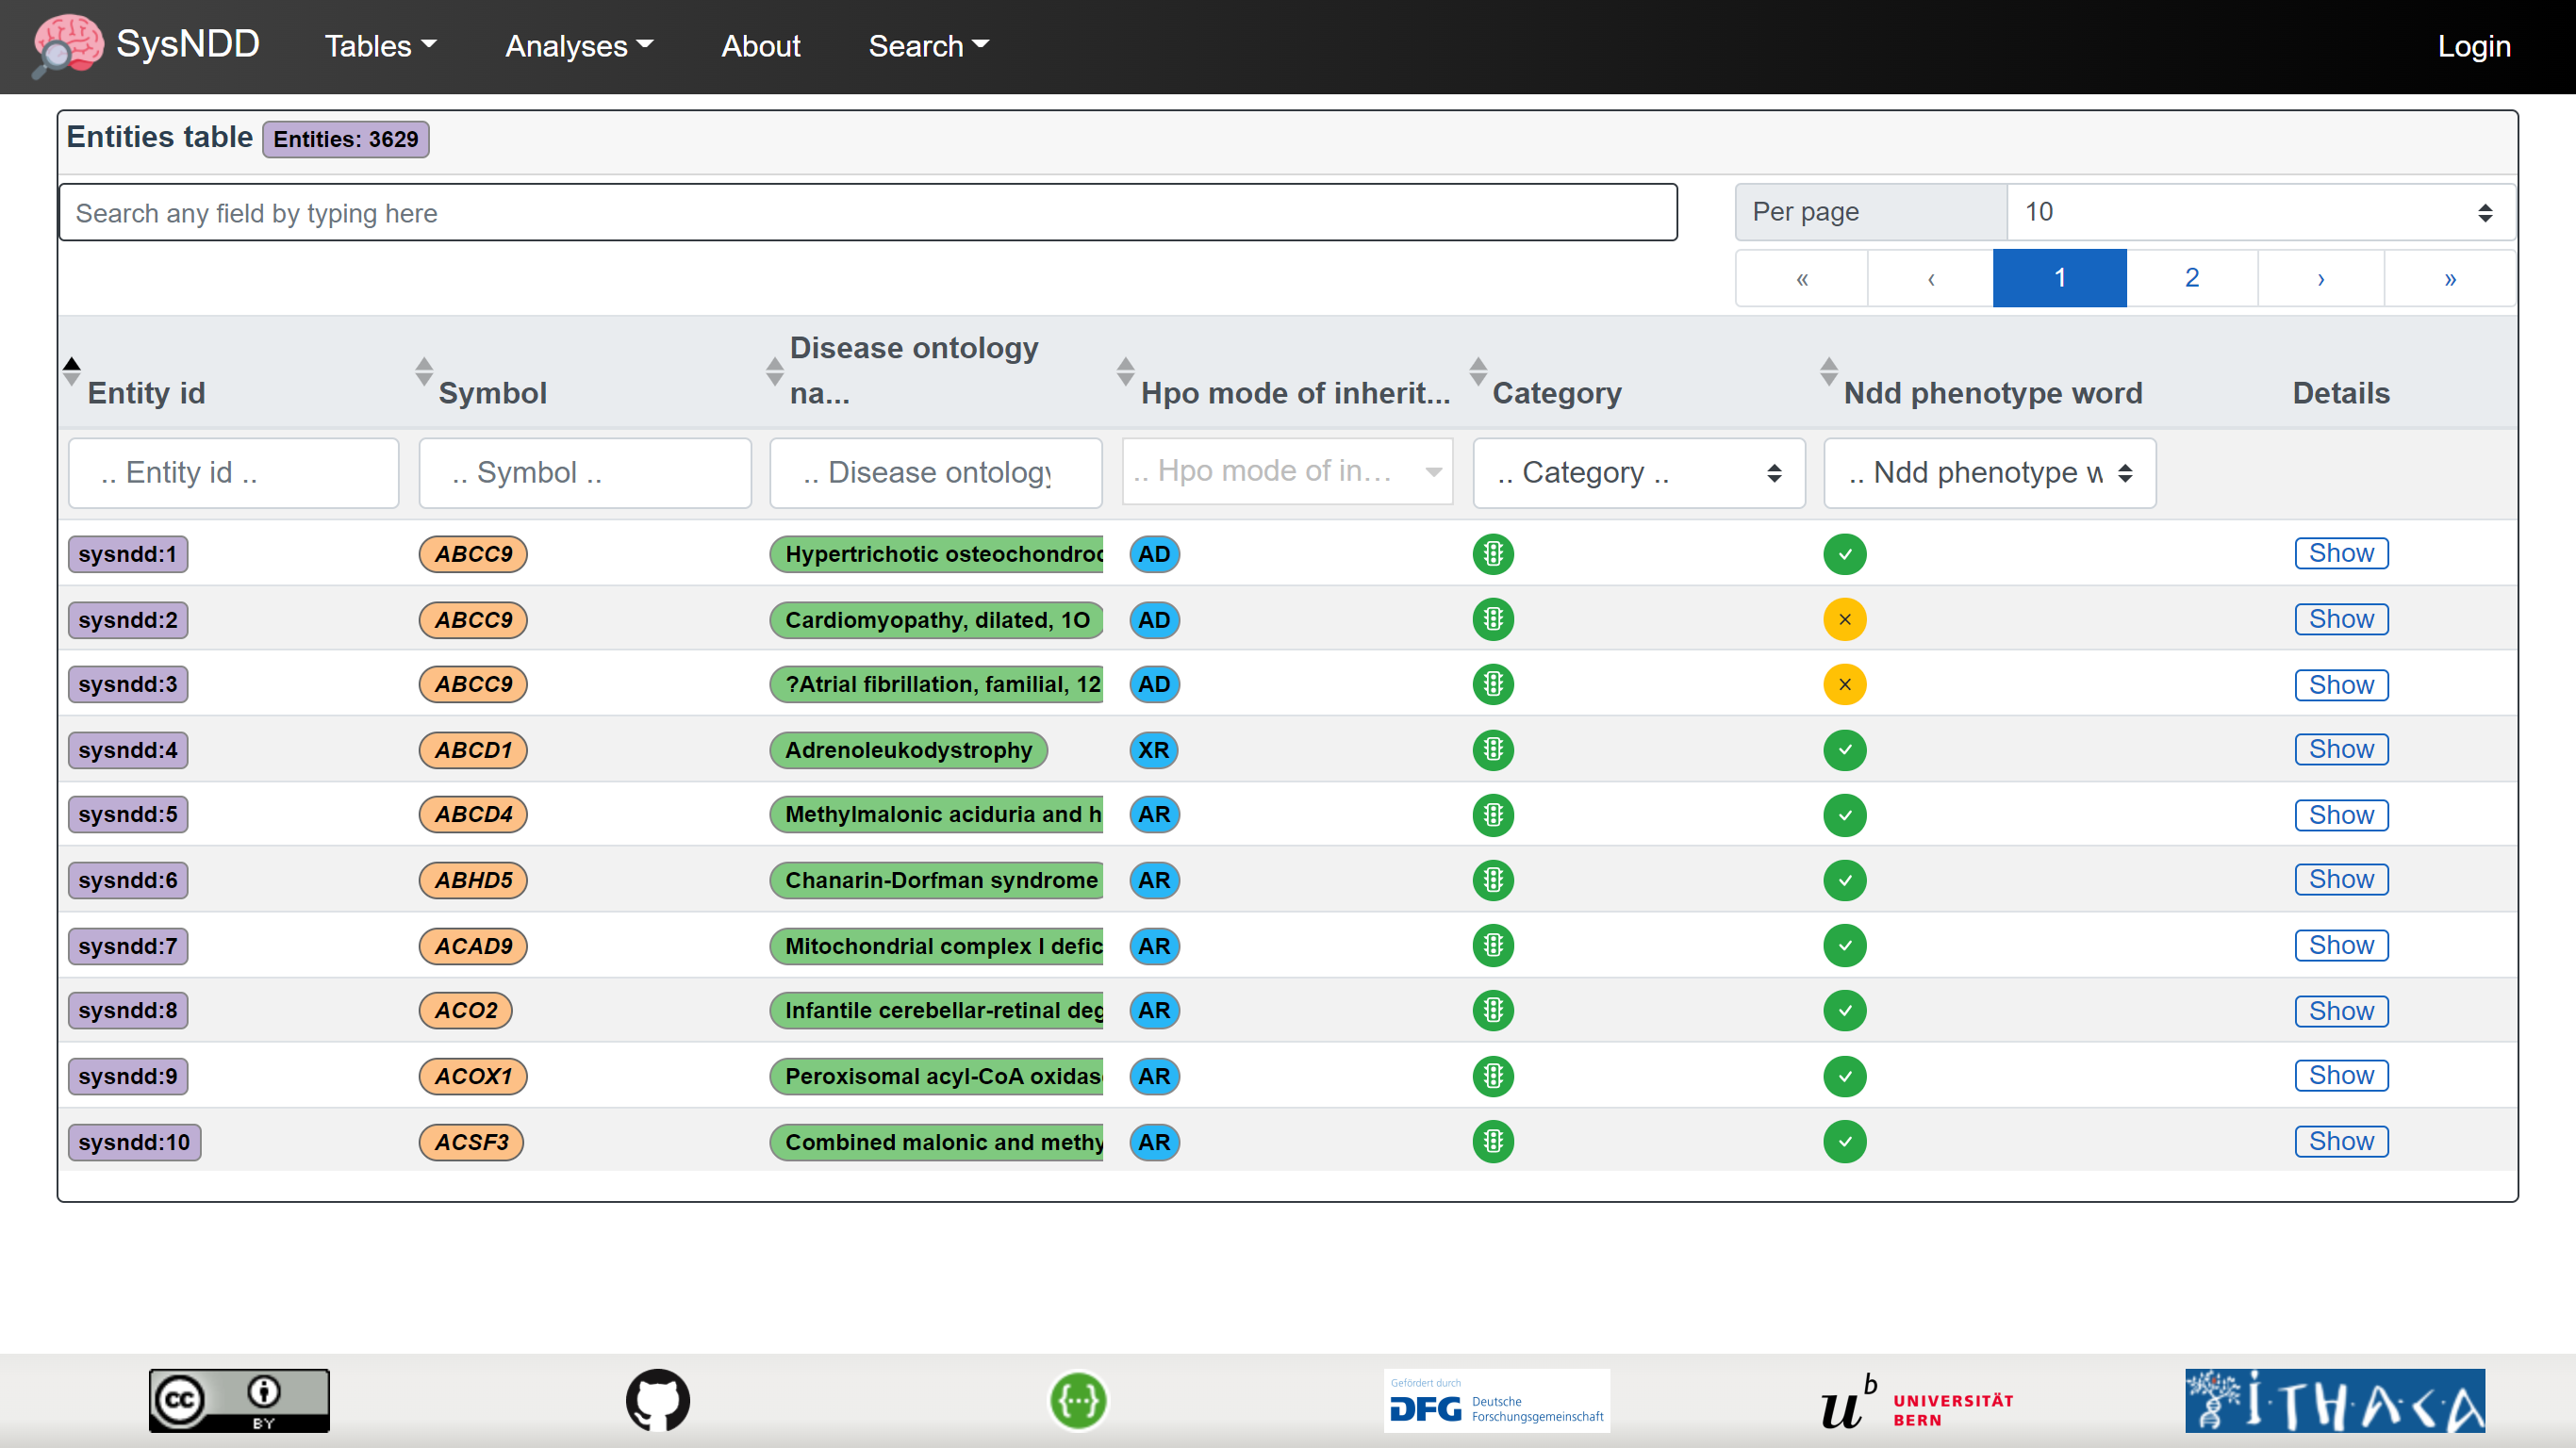 SysNDD Tables Analyses About Search Login
Entities table Entities: 3629
Search any field by typing here
Per page 10
« ‹ 1 2 › »
Entity id Symbol Disease ontology na... Hpo mode of inherit... Category Ndd phenotype word Details
.. Entity id .. .. Symbol .. .. Disease ontology .. Hpo mode of in... .. Category .. .. Ndd phenotype w
sysndd:1 ABCC9 Hypertrichotic osteochondroc AD Show
sysndd:2 ABCC9 Cardiomyopathy, dilated, 1O AD Show
sysndd:3 ABCC9 ?Atrial fibrillation, familial, 12 AD Show
sysndd:4 ABCD1 Adrenoleukodystrophy XR Show
sysndd:5 ABCD4 Methylmalonic aciduria and h AR Show
sysndd:6 ABHD5 Chanarin-Dorfman syndrome AR Show
sysndd:7 ACAD9 Mitochondrial complex I defic AR Show
sysndd:8 ACO2 Infantile cerebellar-retinal deg AR Show
sysndd:9 ACOX1 Peroxisomal acyl-CoA oxidas AR Show
sysndd:10 ACSF3 Combined malonic and methy AR Show
CC BY
{···}
Gefördert durch
DFG Deutsche
Forschungsgemeinschaft
u b UNIVERSITÄT
BERN
iTHACA